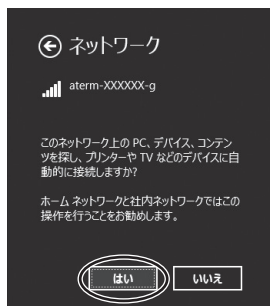 ネットワーク
aterm-XXXXXX-g
このネットワーク上の PC、デバイス、コンテン
ツを探し、プリンターや TV などのデバイスに自
動的に接続しますか?
ホーム ネットワークと社内ネットワークではこの
操作を行うことをお勧めします。
はい いいえ